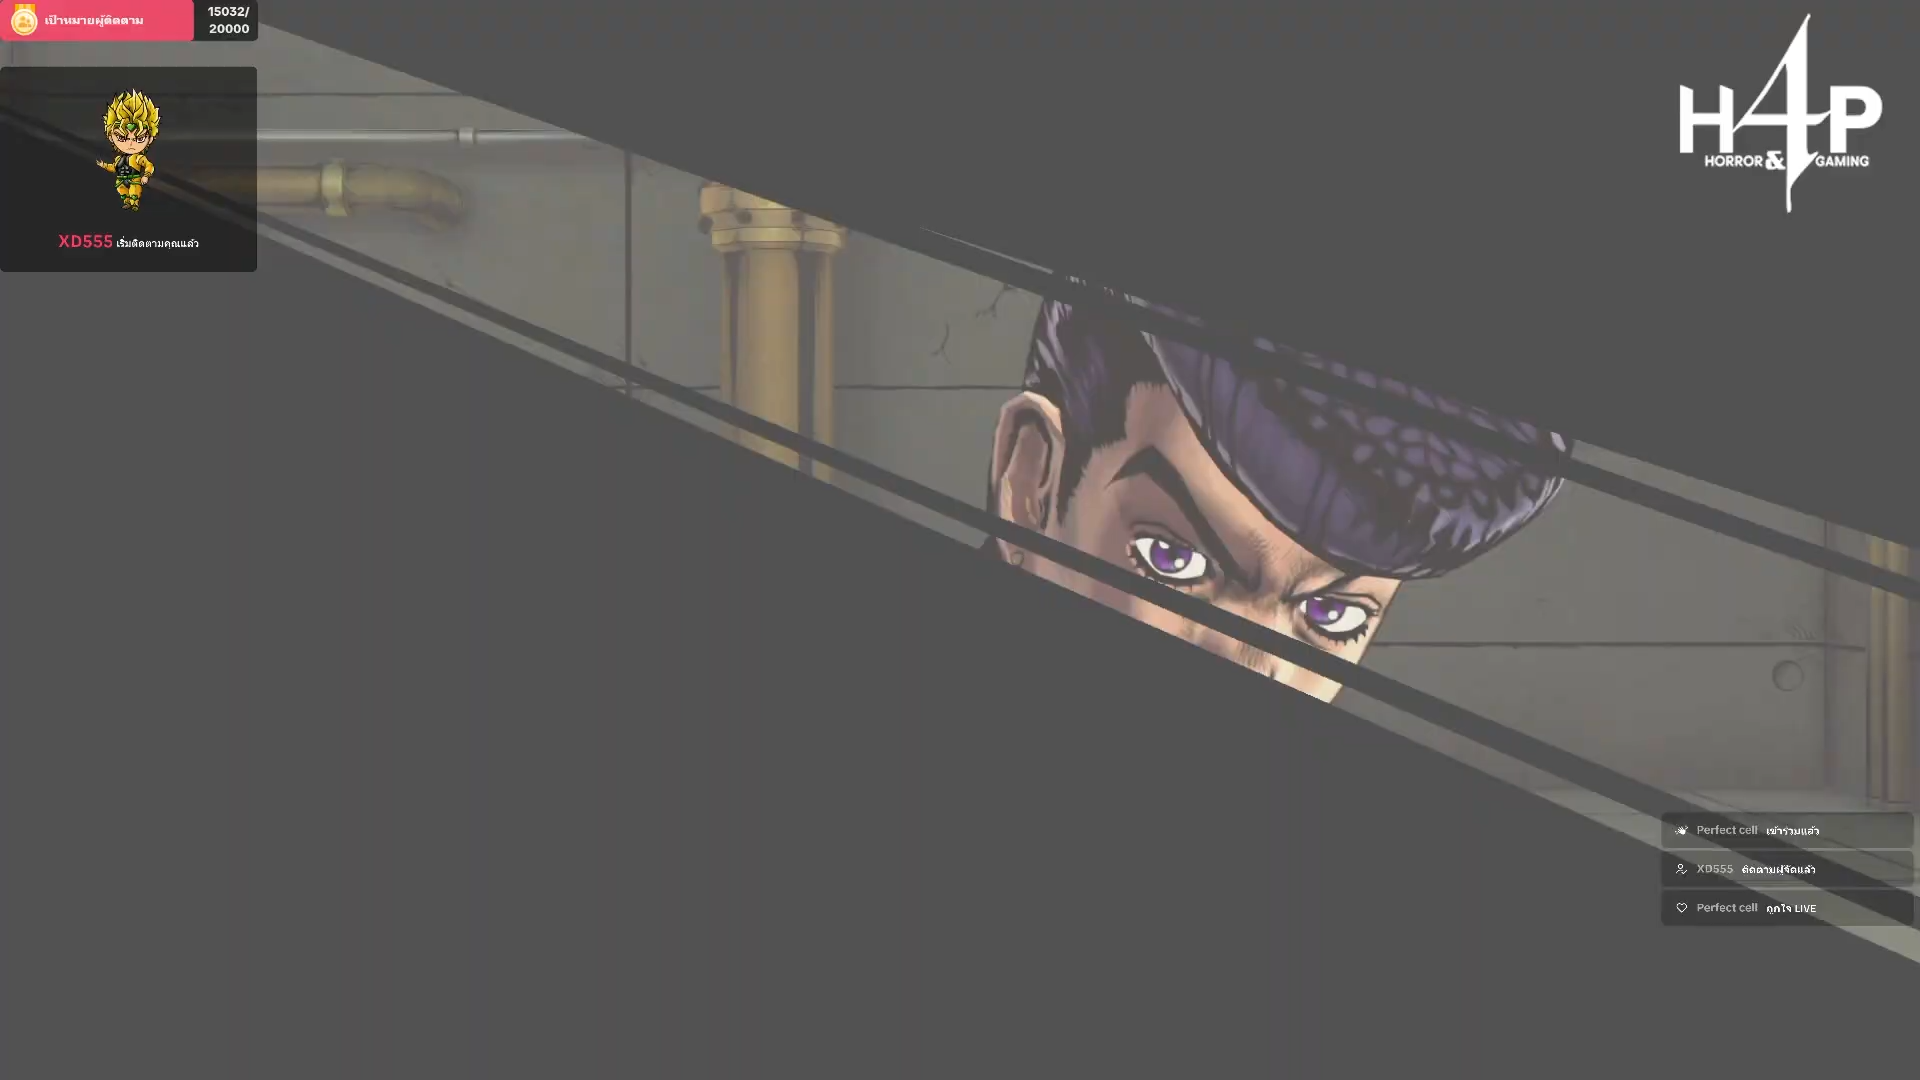 เป้าหมายผู้ติดตาม
15032/
20000
H4P
HORROR & GAMING
XD555 เริ่มติดตามคุณแล้ว
Perfect cell เข้าร่วมแล้ว
XD555 ติดตามผู้จัดแล้ว
Perfect cell ถูกใจ LIVE